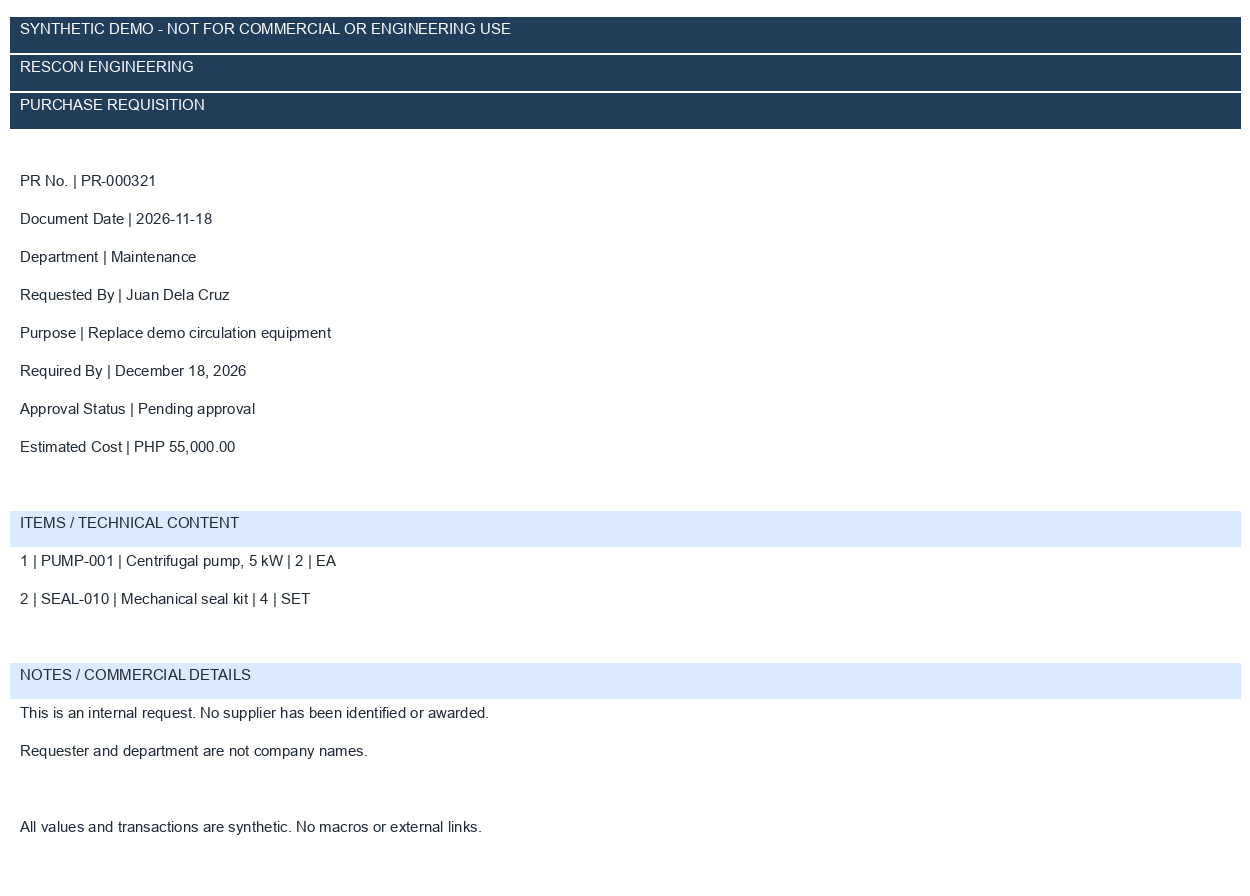 SYNTHETIC DEMO - NOT FOR COMMERCIAL OR ENGINEERING USE
RESCON ENGINEERING
PURCHASE REQUISITION
PR No. | PR-000321
Document Date | 2026-11-18
Department | Maintenance
Requested By | Juan Dela Cruz
Purpose | Replace demo circulation equipment
Required By | December 18, 2026
Approval Status | Pending approval
Estimated Cost | PHP 55,000.00
ITEMS / TECHNICAL CONTENT
1 | PUMP-001 | Centrifugal pump, 5 kW | 2 | EA
2 | SEAL-010 | Mechanical seal kit | 4 | SET
NOTES / COMMERCIAL DETAILS
This is an internal request. No supplier has been identified or awarded.
Requester and department are not company names.
All values and transactions are synthetic. No macros or external links.